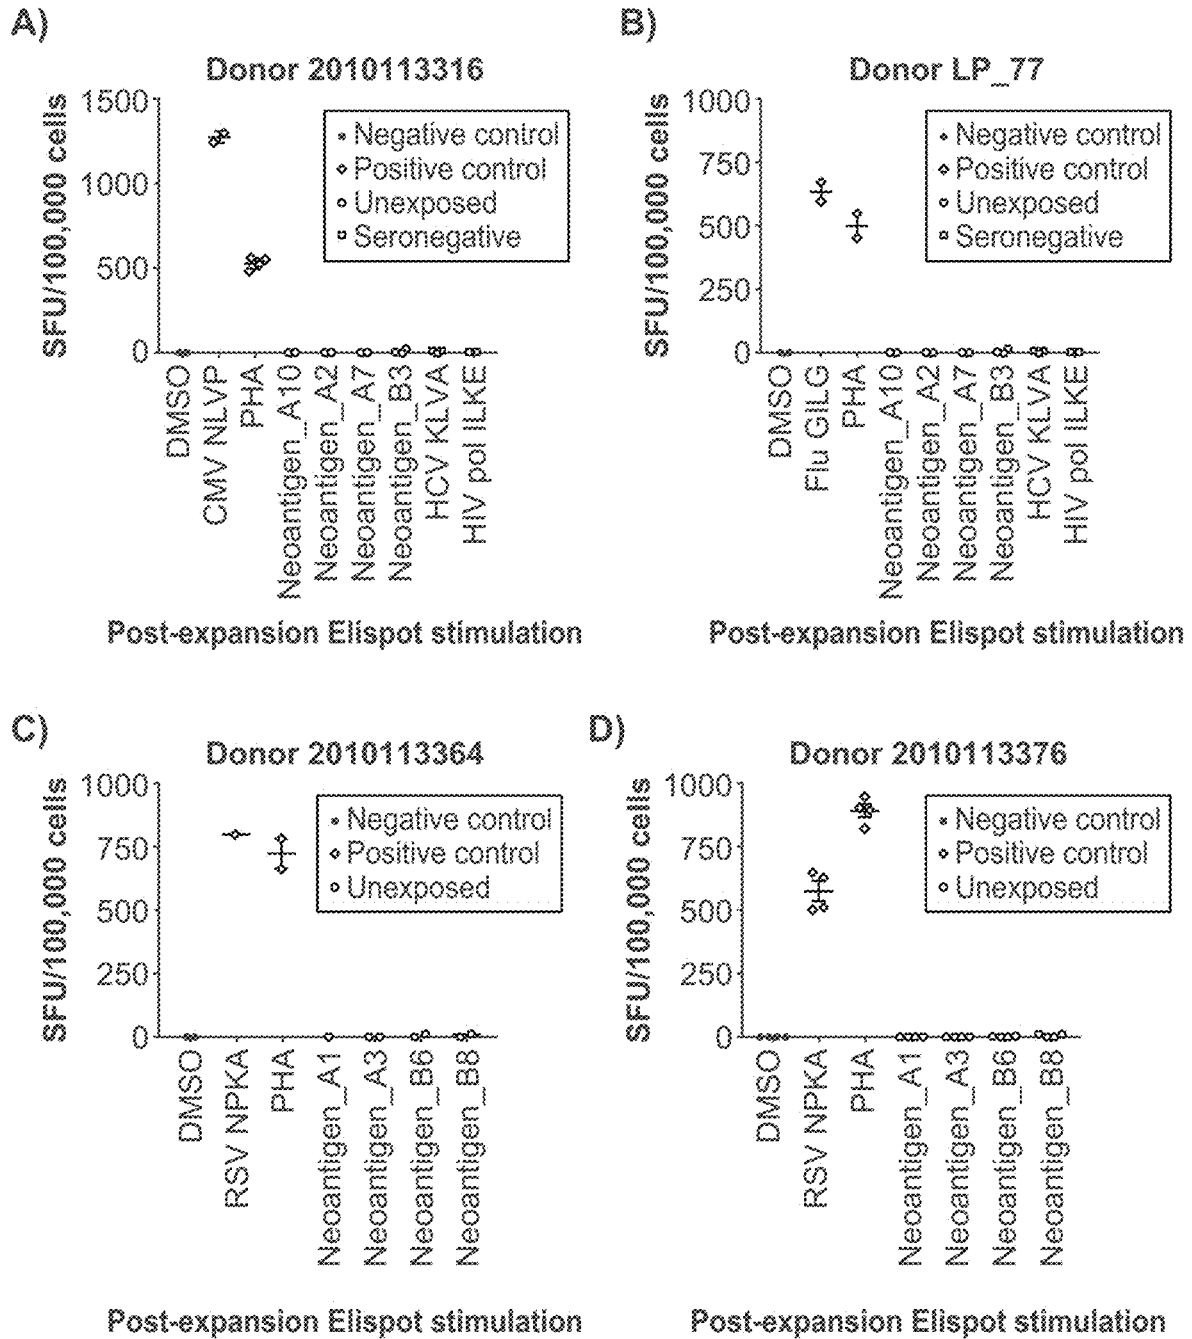 A)
Donor 2010113316
SFU/100,000 cells
1500
1000
500
0
Negative control
Positive control
Unexposed
Seronegative
DMSO
CMV NLVP
PHA
Neoantigen_A10
Neoantigen_A2
Neoantigen_A7
Neoantigen_B3
HCV KLVA
HIV pol ILKE
Post-expansion Elispot stimulation
B)
Donor LP_77
SFU/100,000 cells
1000
750
500
250
0
Negative control
Positive control
Unexposed
Seronegative
DMSO
Flu GILG
PHA
Neoantigen_A10
Neoantigen_A2
Neoantigen_A7
Neoantigen_B3
HCV KLVA
HIV pol ILKE
Post-expansion Elispot stimulation
C)
Donor 2010113364
SFU/100,000 cells
1000
750
500
250
0
Negative control
Positive control
Unexposed
DMSO
RSV NPKA
PHA
Neoantigen_A1
Neoantigen_A3
Neoantigen_B6
Neoantigen_B8
Post-expansion Elispot stimulation
D)
Donor 2010113376
SFU/100,000 cells
1000
750
500
250
0
Negative control
Positive control
Unexposed
DMSO
RSV NPKA
PHA
Neoantigen_A1
Neoantigen_A3
Neoantigen_B6
Neoantigen_B8
Post-expansion Elispot stimulation